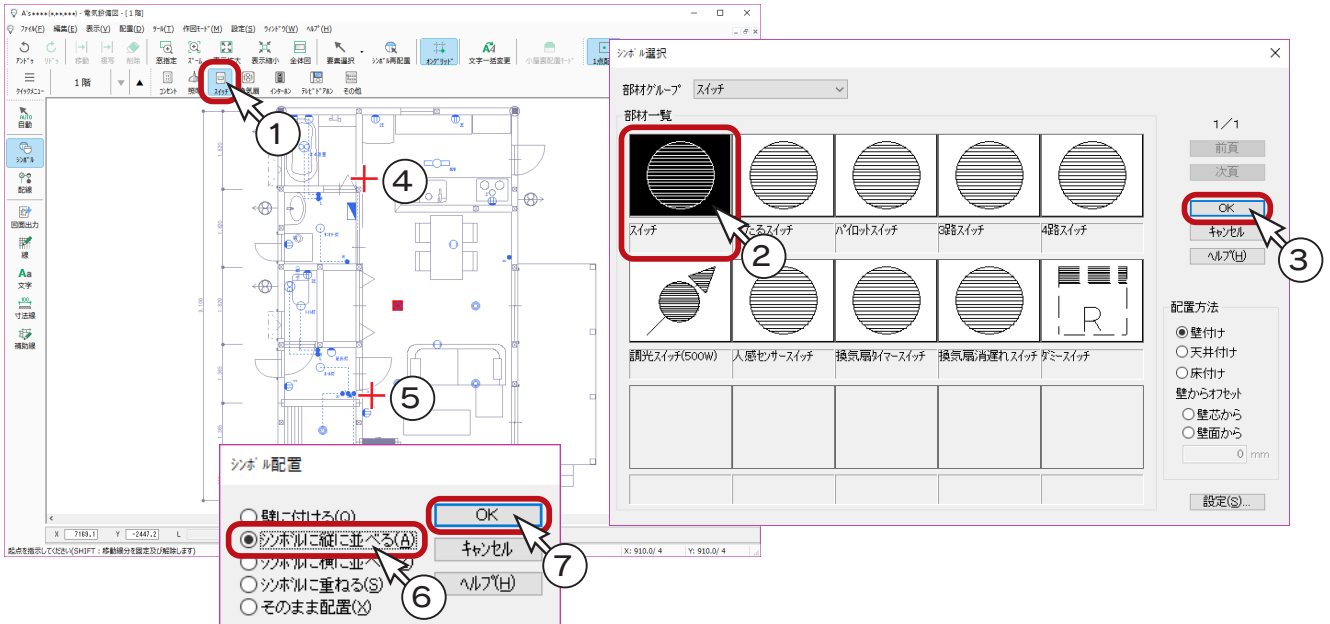 A's****(*,**,***) - 電気設備図 - [1 階]
ﾌｧｲﾙ(F) 編集(E) 表示(V) 配置(D) ﾂｰﾙ(T) 作図ﾓｰﾄﾞ(M) 設定(S) ｳｨﾝﾄﾞｳ(W) ﾍﾙﾌﾟ(H)
ｱﾝﾄﾞｩ ﾘﾄﾞｩ 移動 複写 削除 窓指定 ｽﾞｰﾑ 表示拡大 表示縮小 全体図 要素選択 ｼﾝﾎﾞﾙ再配置 ｵﾝｸﾞﾘｯﾄﾞ 文字一括変更 小屋裏配置ﾓｰﾄﾞ
ｸｲｯｸﾒﾆｭｰ 1 階 ▼ ▲ ｺﾝｾﾝﾄ ｽｲｯﾁ ｲﾝﾀｰﾎﾝ その他
①
AUTO
自動
ｼﾝﾎﾞﾙ
配線
図面出力
線
Aa
文字
寸法線
補助線
1,820
1,820
9,100
1,820
1,365
1,365
④
⑤
X 7189.1 Y -2447.2 L
起点を指示してください(SHIFT : 移動線分を固定及び解除します)
X: 910.0/ 4 Y: 910.0/ 4
ｼﾝﾎﾞﾙ選択
部材ｸﾞﾙｰﾌﾟ ｽｲｯﾁ
部材一覧
1／1
前頁
次頁
OK
ｷｬﾝｾﾙ
ﾍﾙﾌﾟ(H)
③
ｽｲｯﾁ
②
たるｽｲｯﾁ
ﾊﾟｲﾛｯﾄｽｲｯﾁ
3路ｽｲｯﾁ
4路ｽｲｯﾁ
R
調光ｽｲｯﾁ(500W)
人感ｾﾝｻｰｽｲｯﾁ
換気扇ﾀｲﾏｰｽｲｯﾁ
換気扇消遅れｽｲｯﾁ
ﾀﾞﾐｰｽｲｯﾁ
配置方法
壁付け
天井付け
床付け
壁からｵﾌｾｯﾄ
壁芯から
壁面から
0 mm
設定(S)...
ｼﾝﾎﾞﾙ配置
壁に付ける(Q)
ｼﾝﾎﾞﾙに縦に並べる(A)
ｼﾝﾎﾞﾙに横に並べ
ｼﾝﾎﾞﾙに重ねる(S)
そのまま配置(X)
⑥
OK
ｷｬﾝｾﾙ
ﾍﾙﾌﾟ(H)
⑦